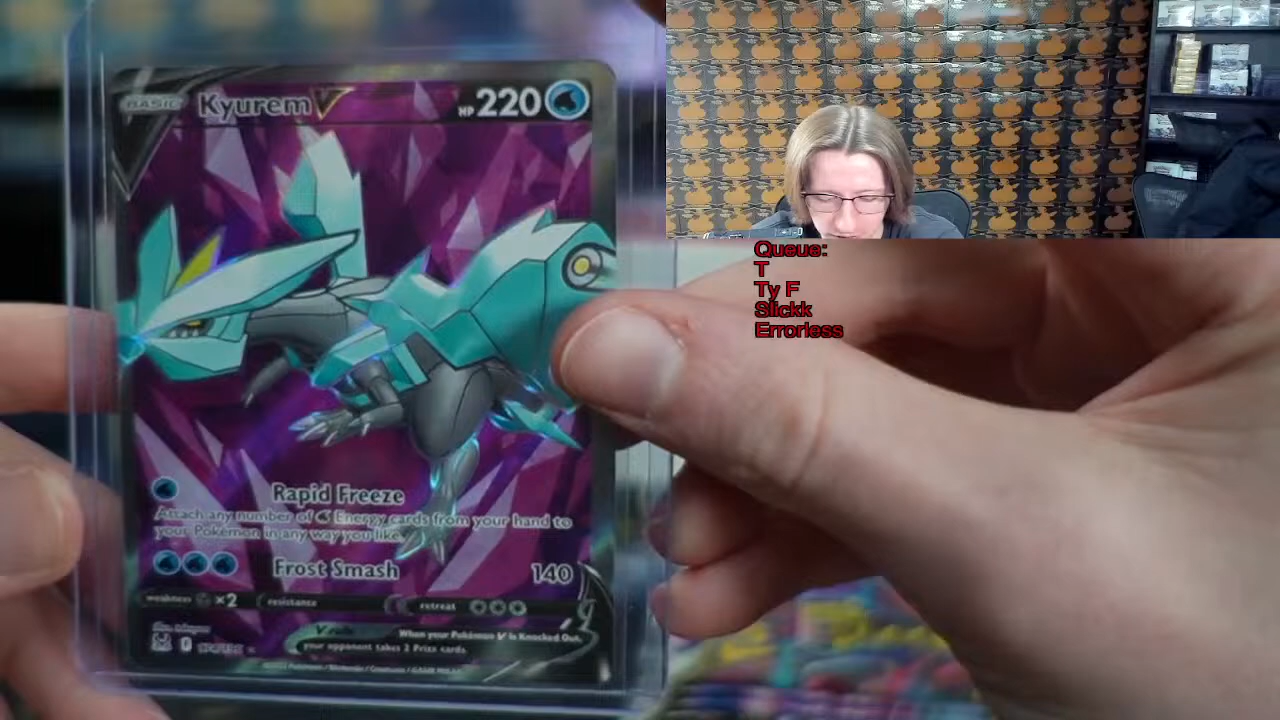 BASIC Kyurem V HP 220
Queue:
T
Ty F
Slickk
Errorless
Rapid Freeze
Attach any number of Energy cards from your hand to
your Pokémon in any way you like.
Frost Smash 140
weakness ×2 resistance retreat
V rule When your Pokémon V is Knocked Out,
your opponent takes 2 Prize cards